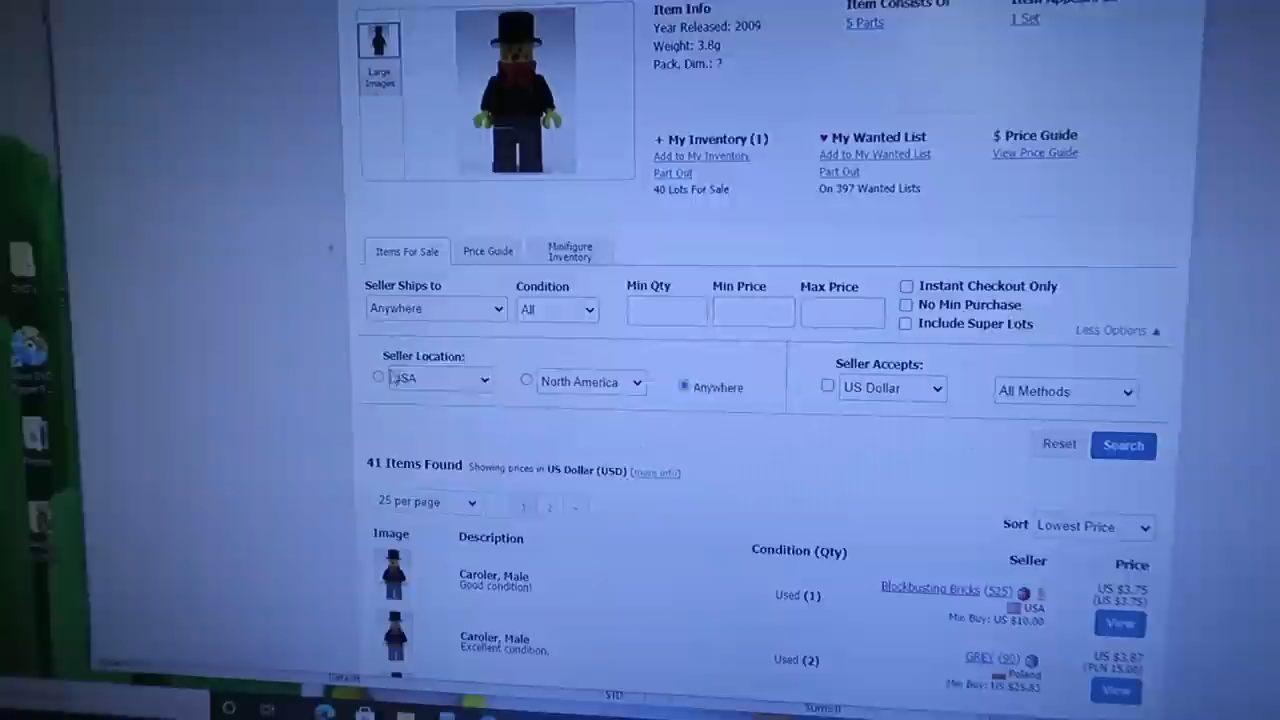 Item Info
Item Consists Of
Year Released: 2009
5 Parts
1 Set
Weight: 3.8g
Pack. Dim.: ?
Large
Images
+ My Inventory (1)
Add to My Inventory
Part Out
40 Lots For Sale
♥ My Wanted List
Add to My Wanted List
Part Out
On 397 Wanted Lists
$ Price Guide
View Price Guide
Items For Sale
Price Guide
Minifigure
Inventory
Seller Ships to
Condition
Min Qty
Min Price
Max Price
Anywhere
All
Instant Checkout Only
No Min Purchase
Include Super Lots
Less Options ▲
Seller Location:
USA
North America
Anywhere
Seller Accepts:
US Dollar
All Methods
Reset
Search
41 Items Found Showing prices in US Dollar (USD) (more info)
25 per page
1
2
Sort
Lowest Price
Image
Description
Condition (Qty)
Seller
Price
Caroler, Male
Good condition!
Used (1)
Blockbusting Bricks (525)
USA
Min Buy: US $10.00
US $3.75
(US $3.75)
View
Caroler, Male
Excellent condition.
Used (2)
GREY (90)
Poland
Min Buy: US $25.83
US $3.87
(PLN 15.00)
View